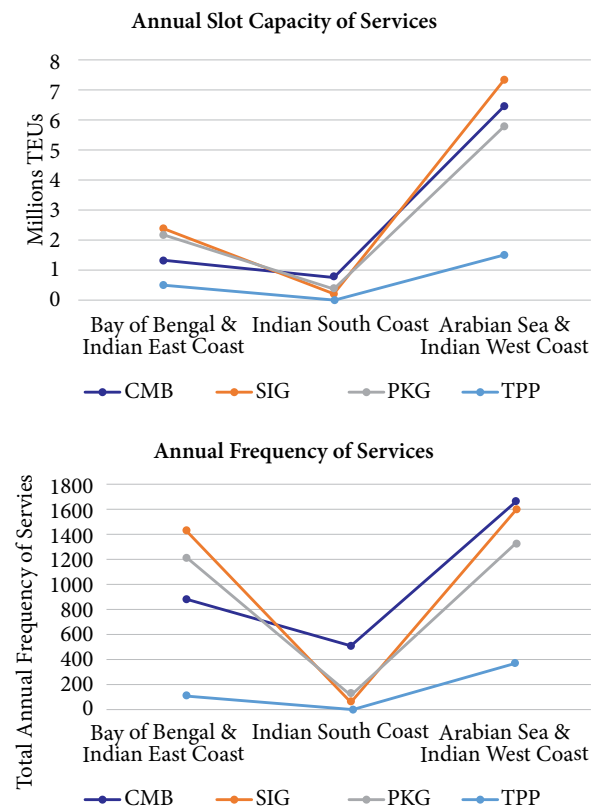 Annual Slot Capacity of Services
Millions TEUs
8
7
6
5
4
3
2
1
0
Bay of Bengal &
Indian East Coast
Indian South Coast
Arabian Sea &
Indian West Coast
CMB SIG PKG TPP
Annual Frequency of Services
Total Annual Frequency of Servies
1800
1600
1400
1200
1000
800
600
400
200
0
Bay of Bengal &
Indian East Coast
Indian South Coast
Arabian Sea &
Indian West Coast
CMB SIG PKG TPP